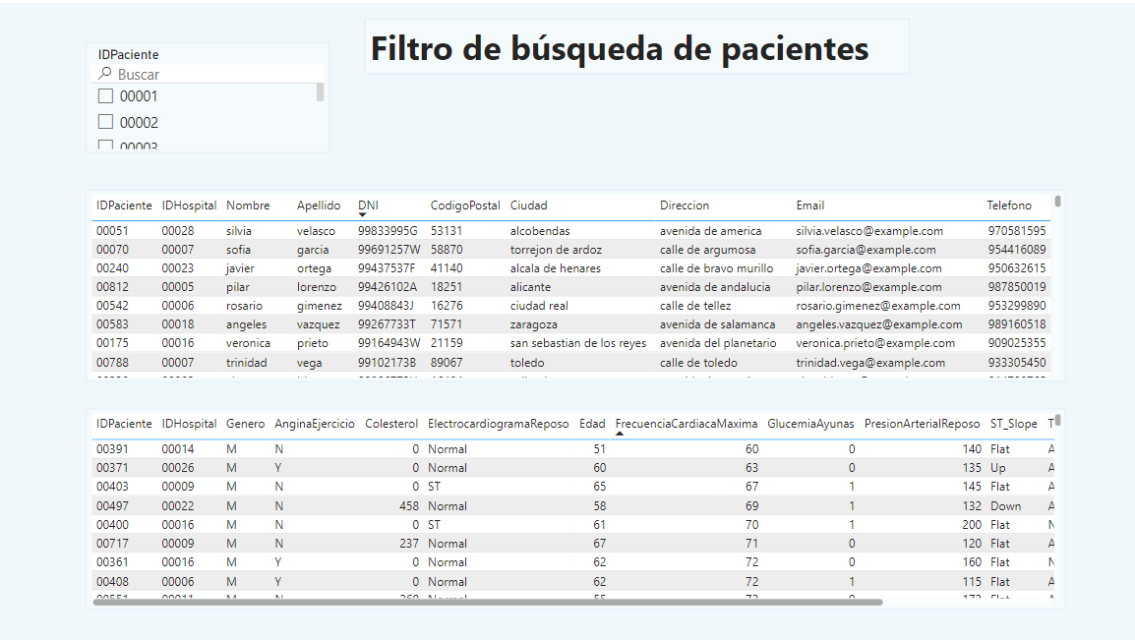 Filtro de búsqueda de pacientes
IDPaciente
Buscar
00001
00002
00003
IDPaciente IDHospital Nombre Apellido DNI CodigoPostal Ciudad Direccion Email Telefono
00051 00028 silvia velasco 99833995G 53131 alcobendas avenida de america silvia.velasco@example.com 970581595
00070 00007 sofia garcia 99691257W 58870 torrejon de ardoz calle de argumosa sofia.garcia@example.com 954416089
00240 00023 javier ortega 99437537F 41140 alcala de henares calle de bravo murillo javier.ortega@example.com 950632615
00812 00005 pilar lorenzo 99426102A 18251 alicante avenida de andalucia pilar.lorenzo@example.com 987850019
00542 00006 rosario gimenez 99408843J 16276 ciudad real calle de tellez rosario.gimenez@example.com 953299890
00583 00018 angeles vazquez 99267733T 71571 zaragoza avenida de salamanca angeles.vazquez@example.com 989160518
00175 00016 veronica prieto 99164943W 21159 san sebastian de los reyes avenida del planetario veronica.prieto@example.com 909025355
00788 00007 trinidad vega 99102173B 89067 toledo calle de toledo trinidad.vega@example.com 933305450
IDPaciente IDHospital Genero AnginaEjercicio Colesterol ElectrocardiogramaReposo Edad FrecuenciaCardiacaMaxima GlucemiaAyunas PresionArterialReposo ST_Slope T
00391 00014 M N 0 Normal 51 60 0 140 Flat A
00371 00026 M Y 0 Normal 60 63 0 135 Up A
00403 00009 M N 0 ST 65 67 1 145 Flat A
00497 00022 M N 458 Normal 58 69 1 132 Down A
00400 00016 M N 0 ST 61 70 1 200 Flat N
00717 00009 M N 237 Normal 67 71 0 120 Flat A
00361 00016 M Y 0 Normal 62 72 0 160 Flat N
00408 00006 M Y 0 Normal 62 72 1 115 Flat A